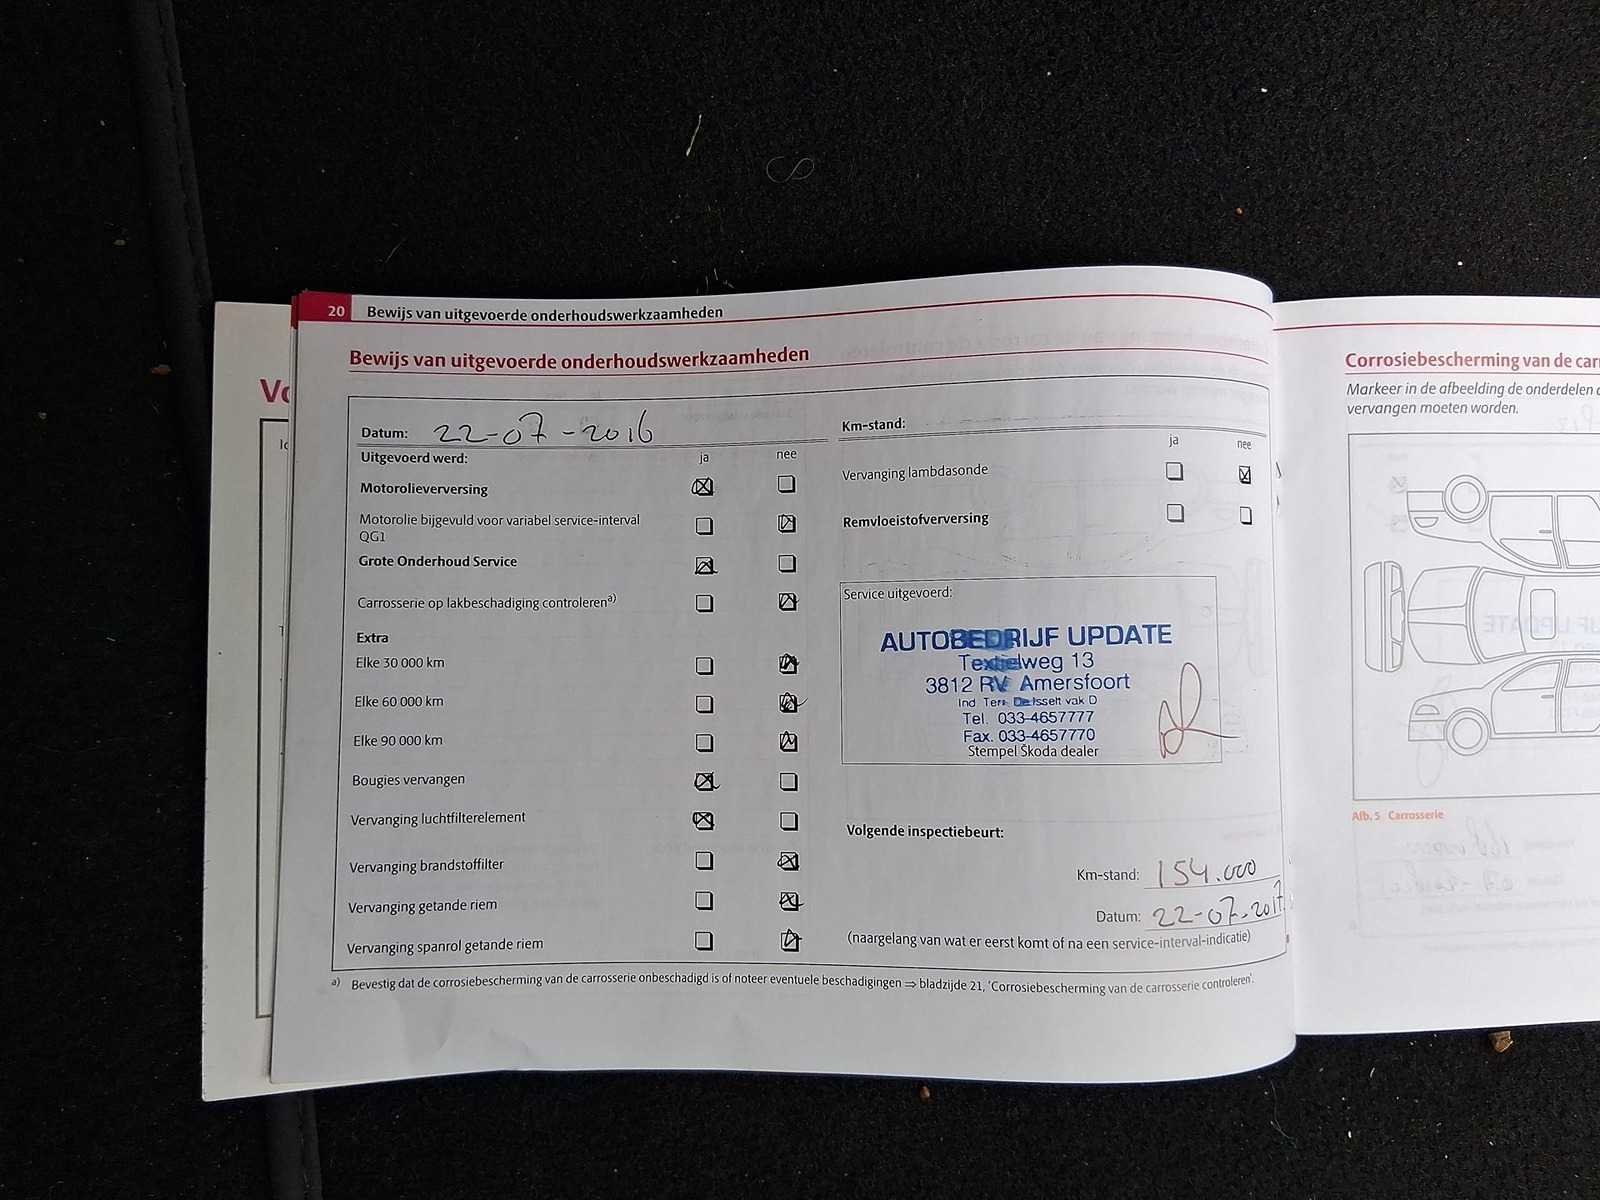 20 Bewijs van uitgevoerde onderhoudswerkzaamheden
Bewijs van uitgevoerde onderhoudswerkzaamheden
Datum: 22-07-2016
Uitgevoerd werd: ja nee
Motorolieverversing
Motorolie bijgevuld voor variabel service-interval
QG1
Grote Onderhoud Service
Carrosserie op lakbeschadiging controleren a)
Extra
Elke 30 000 km
Elke 60 000 km
Elke 90 000 km
Bougies vervangen
Vervanging luchtfilterelement
Vervanging brandstoffilter
Vervanging getande riem
Vervanging spanrol getande riem
Km-stand:
ja nee
Vervanging lambdasonde
Remvloeistofverversing
Service uitgevoerd:
AUTOBEDRIJF UPDATE
Textielweg 13
3812 RV Amersfoort
Ind Terr. De Isselt vak D
Tel. 033-4657777
Fax. 033-4657770
Stempel Škoda dealer
Volgende inspectiebeurt:
Km-stand: 154.000
Datum: 22-07-2017
(naargelang van wat er eerst komt of na een service-interval-indicatie)
a) Bevestig dat de corrosiebescherming van de carrosserie onbeschadigd is of noteer eventuele beschadigingen ⇒ bladzijde 21, 'Corrosiebescherming van de carrosserie controleren'.
Corrosiebescherming van de
Markeer in de afbeelding de onderdelen
vervangen moeten worden.
Afb. 5 Carrosserie